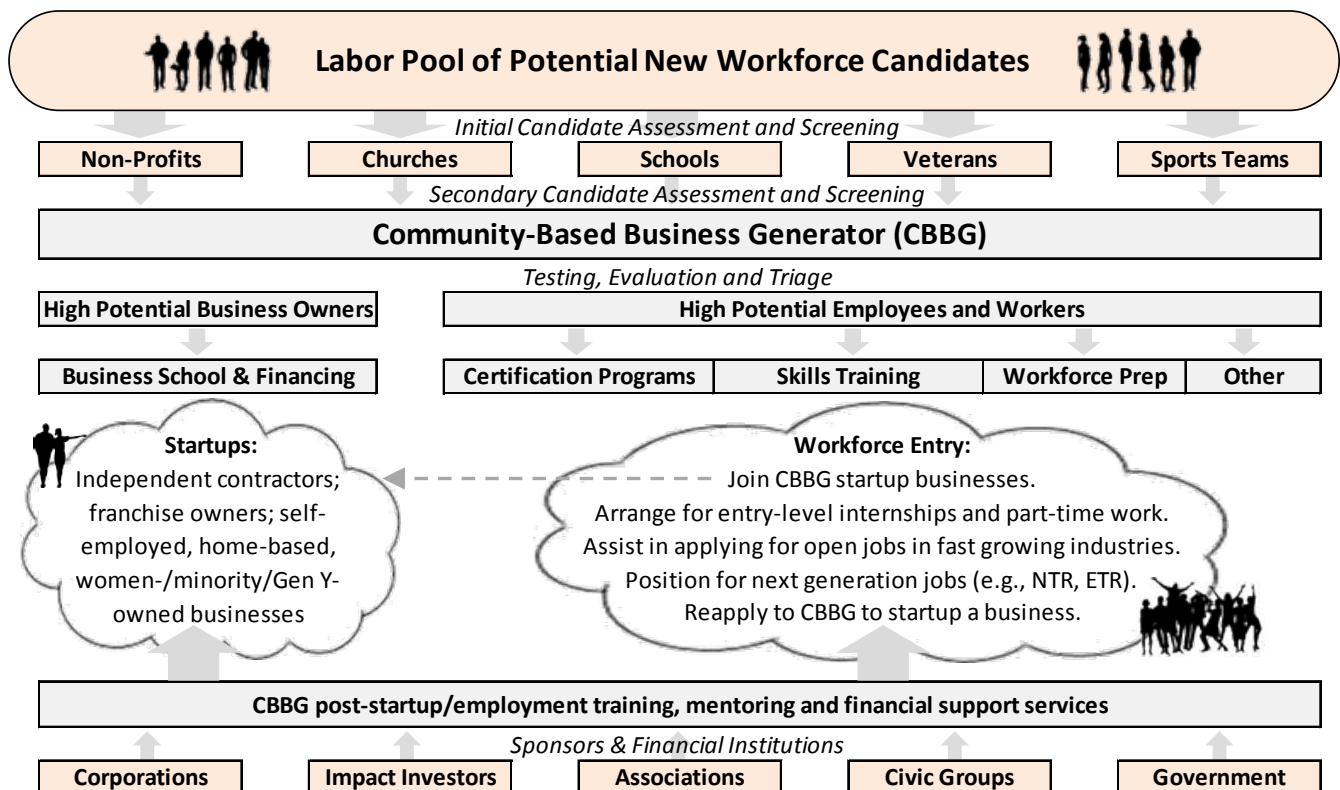 Labor Pool of Potential New Workforce Candidates
Initial Candidate Assessment and Screening
Non-Profits
Churches
Schools
Veterans
Sports Teams
Secondary Candidate Assessment and Screening
Community-Based Business Generator (CBBG)
Testing, Evaluation and Triage
High Potential Business Owners
High Potential Employees and Workers
Business School & Financing
Certification Programs
Skills Training
Workforce Prep
Other
Startups:
Independent contractors;
franchise owners; self-
employed, home-based,
women-/minority/Gen Y-
owned businesses
Workforce Entry:
Join CBBG startup businesses.
Arrange for entry-level internships and part-time work.
Assist in applying for open jobs in fast growing industries.
Position for next generation jobs (e.g., NTR, ETR).
Reapply to CBBG to startup a business.
CBBG post-startup/employment training, mentoring and financial support services
Sponsors & Financial Institutions
Corporations
Impact Investors
Associations
Civic Groups
Government